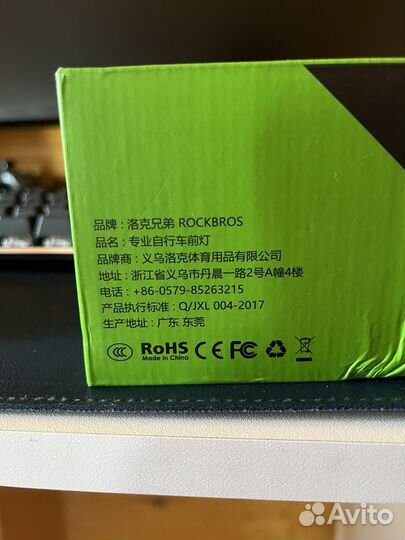 品牌：洛克兄弟 ROCKBROS
品名：专业自行车前灯
品牌商：义乌洛克体育用品有限公司
地址：浙江省义乌市丹晨一路2号A幢4楼
电话：+86-0579-85263215
产品执行标准：Q/JXL 004-2017
生产地址：广东 东莞
CCC RoHS CE FC
Made in China
Avito